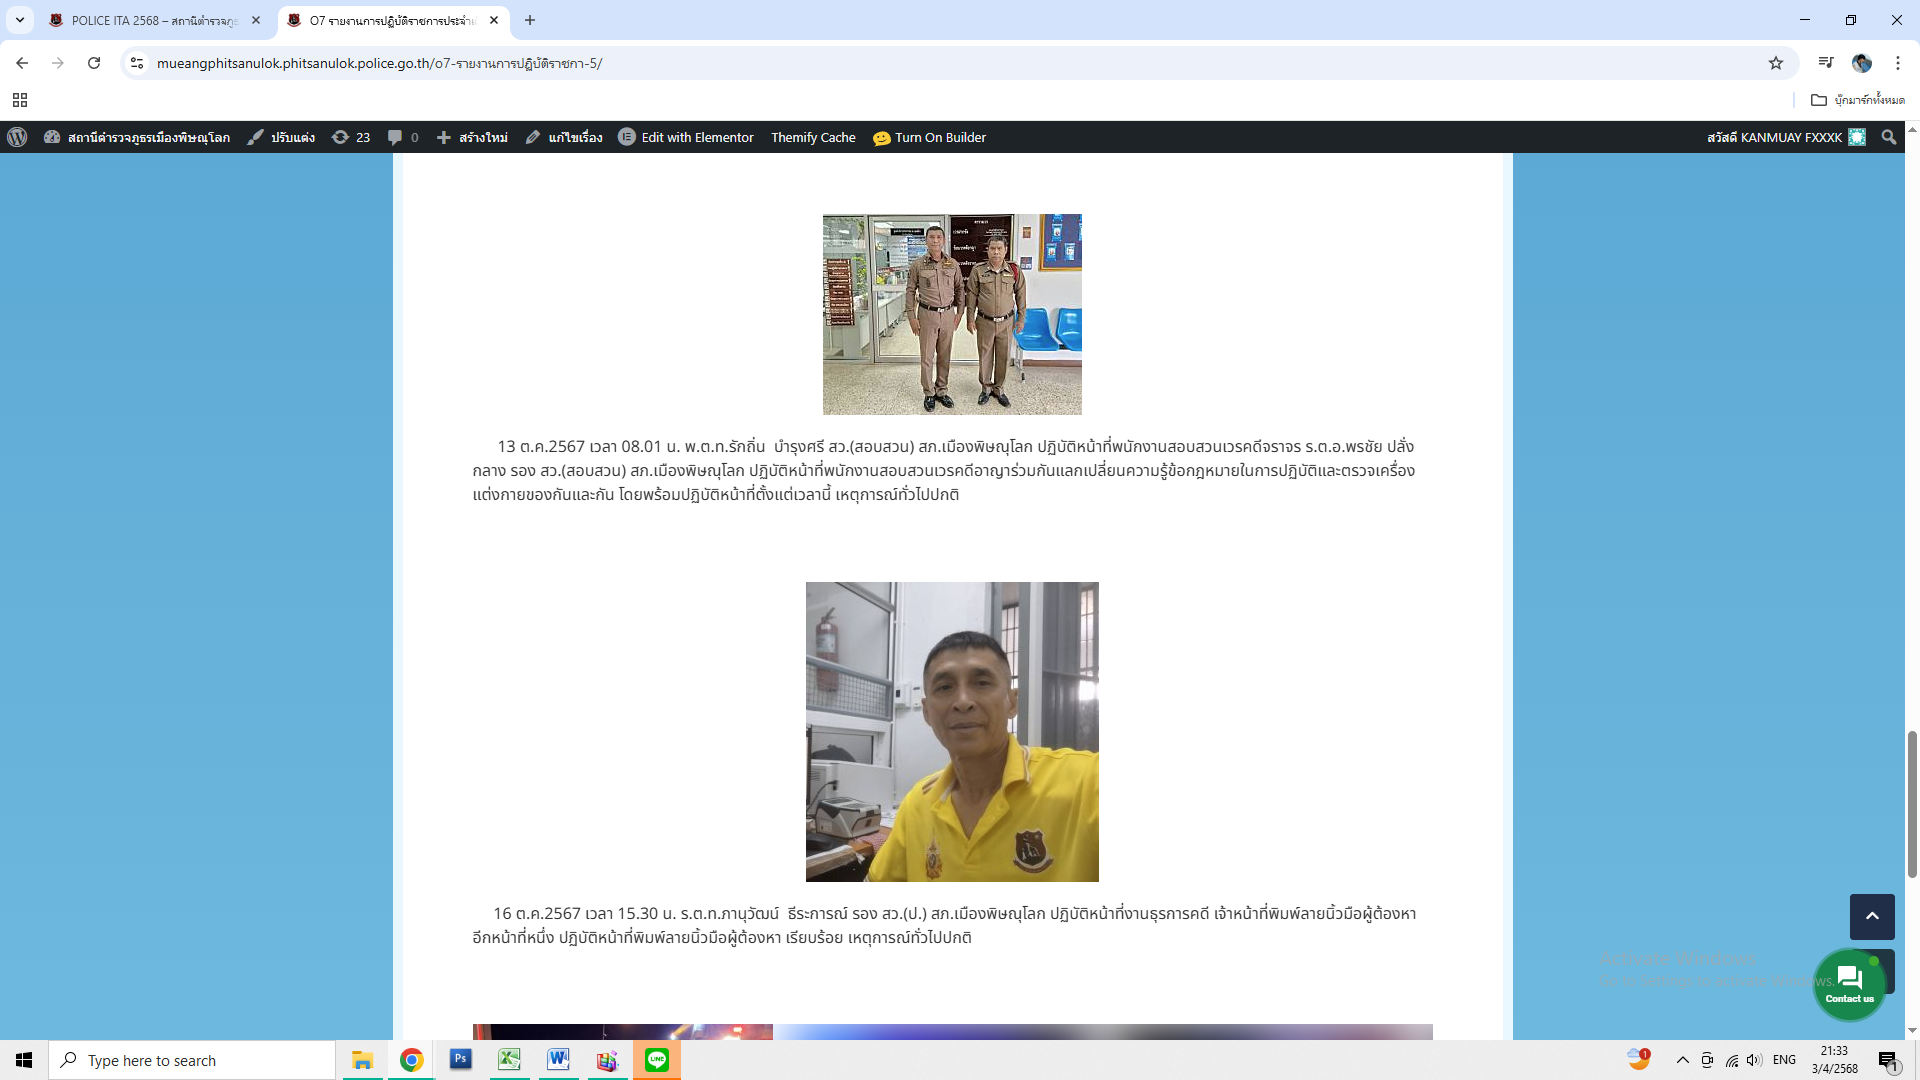 POLICE ITA 2568 – สถานีตำรวจภูธร
O7 รายงานการปฏิบัติราชการประจำ
mueangphitsanulok.phitsanulok.police.go.th/o7-รายงานการปฏิบัติราชกา-5/
บุ๊กมาร์กทั้งหมด
สถานีตำรวจภูธรเมืองพิษณุโลก ปรับแต่ง 23 0 สร้างใหม่ แก้ไขเรื่อง Edit with Elementor Themify Cache Turn On Builder สวัสดี KANMUAY FXXXK
13 ต.ค.2567 เวลา 08.01 น. พ.ต.ท.รักถิ่น บำรุงศรี สว.(สอบสวน) สภ.เมืองพิษณุโลก ปฏิบัติหน้าที่พนักงานสอบสวนเวรคดีจราจร ร.ต.อ.พรชัย ปลั่ง
กลาง รอง สว.(สอบสวน) สภ.เมืองพิษณุโลก ปฏิบัติหน้าที่พนักงานสอบสวนเวรคดีอาญาร่วมกันแลกเปลี่ยนความรู้ข้อกฎหมายในการปฏิบัติและตรวจเครื่อง
แต่งกายของกันและกัน โดยพร้อมปฏิบัติหน้าที่ตั้งแต่เวลานี้ เหตุการณ์ทั่วไปปกติ
16 ต.ค.2567 เวลา 15.30 น. ร.ต.ท.ภานุวัฒน์ ธีระการณ์ รอง สว.(ป.) สภ.เมืองพิษณุโลก ปฏิบัติหน้าที่งานธุรการคดี เจ้าหน้าที่พิมพ์ลายนิ้วมือผู้ต้องหา
อีกหน้าที่หนึ่ง ปฏิบัติหน้าที่พิมพ์ลายนิ้วมือผู้ต้องหา เรียบร้อย เหตุการณ์ทั่วไปปกติ
Activate Windows
Contact us
Type here to search
Ps
LINE
1
ENG
21:33
3/4/2568
1